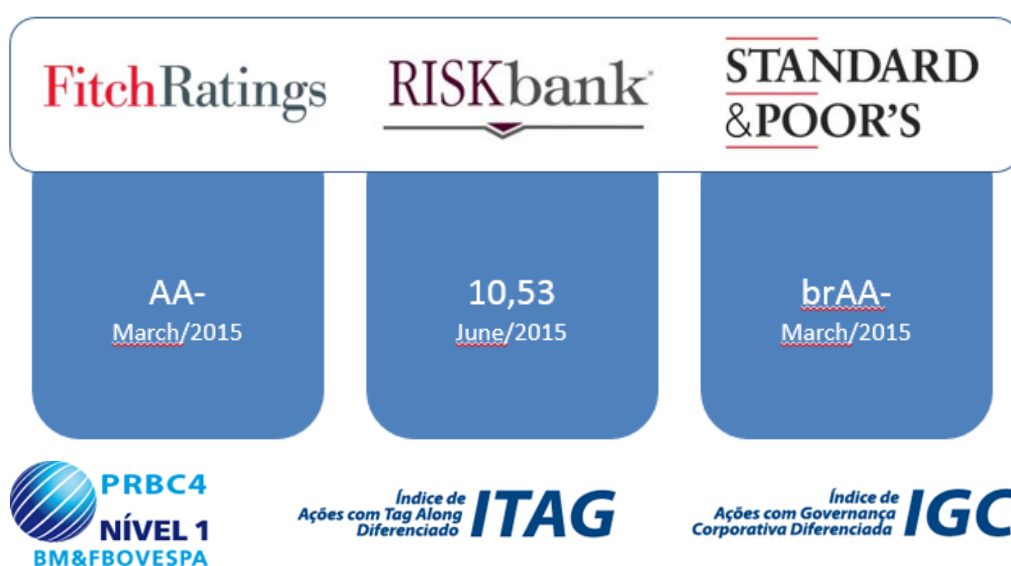 FitchRatings
RISKbank
STANDARD
&POOR'S
AA-
March/2015
10,53
June/2015
brAA-
March/2015
PRBC4
NÍVEL 1
BM&FBOVESPA
Índice de
Ações com Tag Along
Diferenciado
ITAG
Índice de
Ações com Governança
Corporativa Diferenciada
IGC